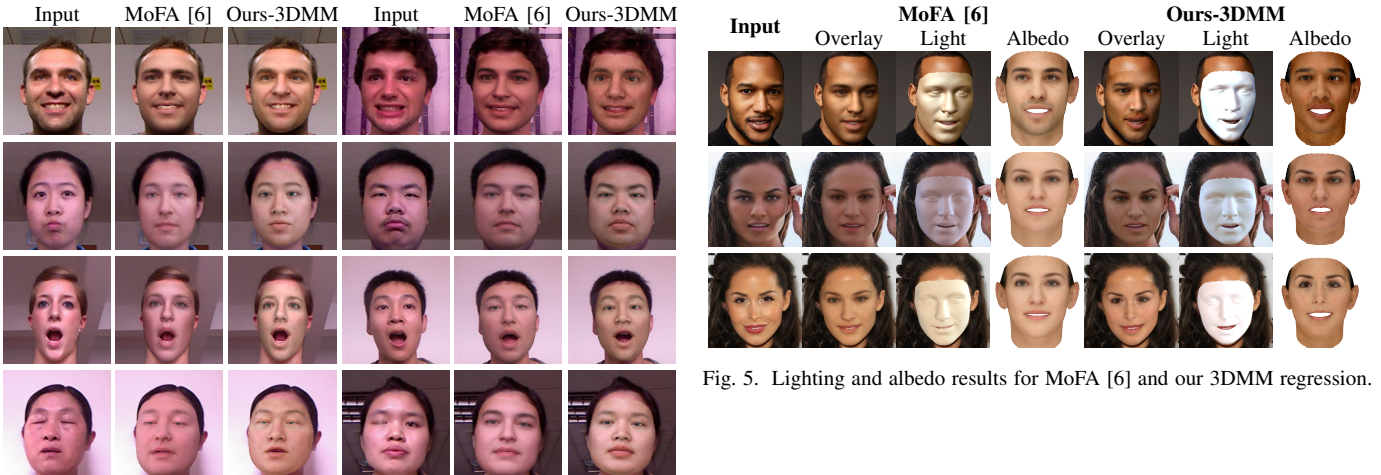 Input MoFA [6] Ours-3DMM Input MoFA [6] Ours-3DMM
Input MoFA [6] Ours-3DMM
Overlay Light Albedo Overlay Light Albedo
Fig. 5. Lighting and albedo results for MoFA [6] and our 3DMM regression.